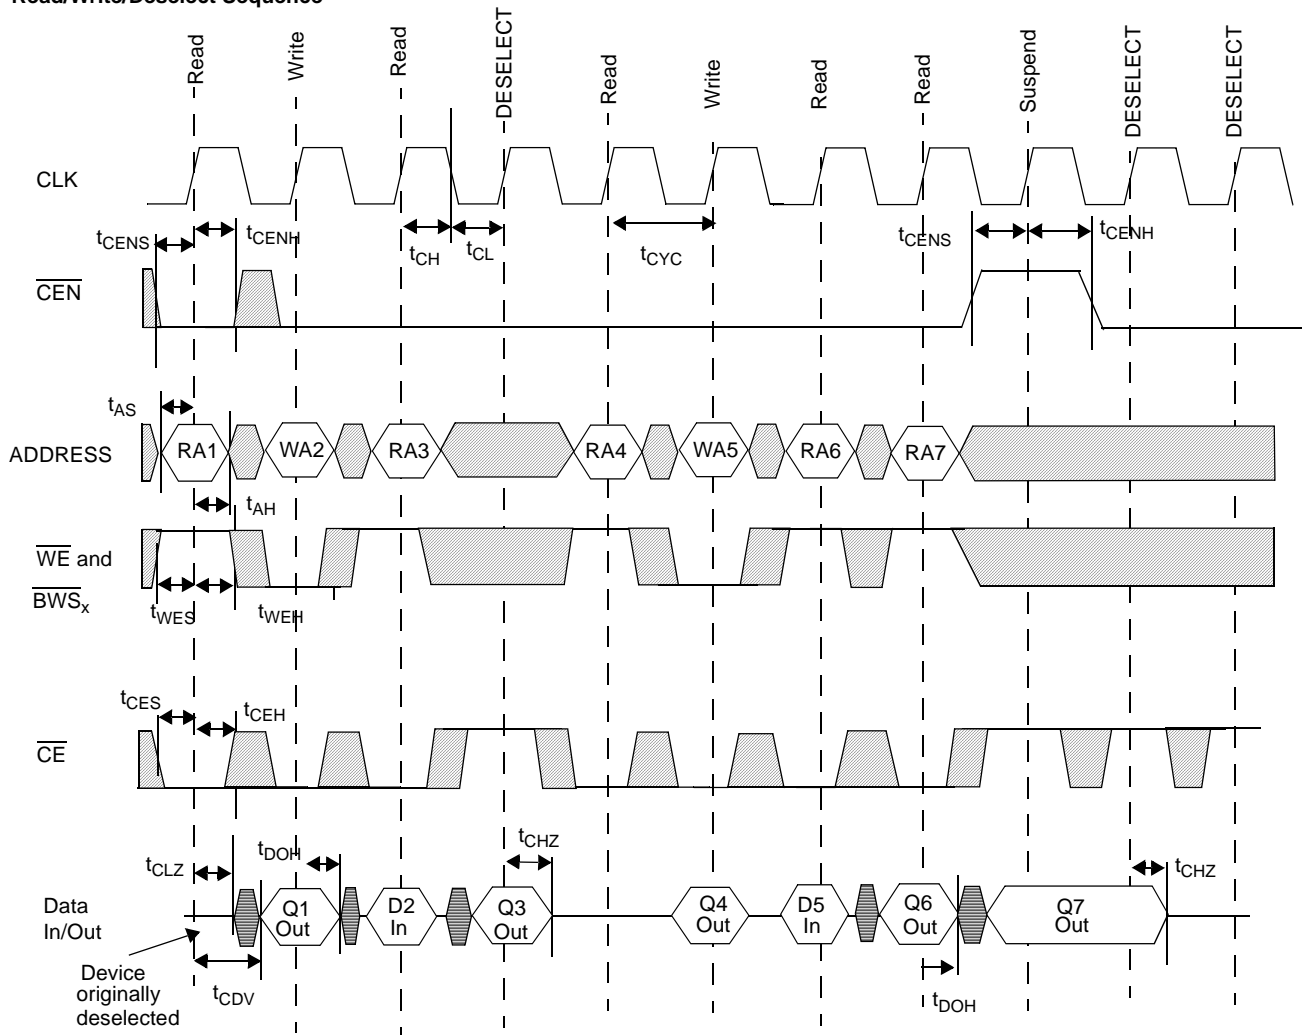 Read/Write/Deselect Sequence
Read
Write
Read
DESELECT
Read
Write
Read
Read
Suspend
DESELECT
DESELECT
CLK
tCENS
tCENH
tCH
tCL
tCYC
tCENS
tCENH
CEN
tAS
ADDRESS
RA1
WA2
RA3
RA4
WA5
RA6
RA7
tAH
WE and
BWSx
tWES
tWEH
tCES
tCEH
CE
tCLZ
tDOH
tCHZ
tCHZ
Data
In/Out
Q1
Out
D2
In
Q3
Out
Q4
Out
D5
In
Q6
Out
Q7
Out
Device
originally
deselected
tCDV
tDOH